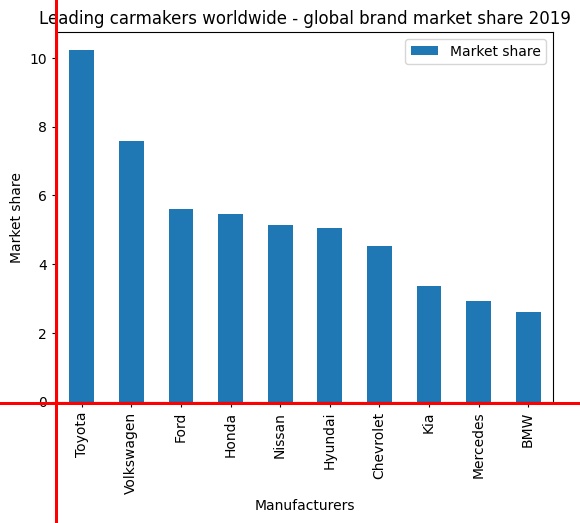 Leading carmakers worldwide - global brand market share 2019
Market share
10
8
6
4
2
0
Market share
Toyota
Volkswagen
Ford
Honda
Nissan
Hyundai
Chevrolet
Kia
Mercedes
BMW
Manufacturers